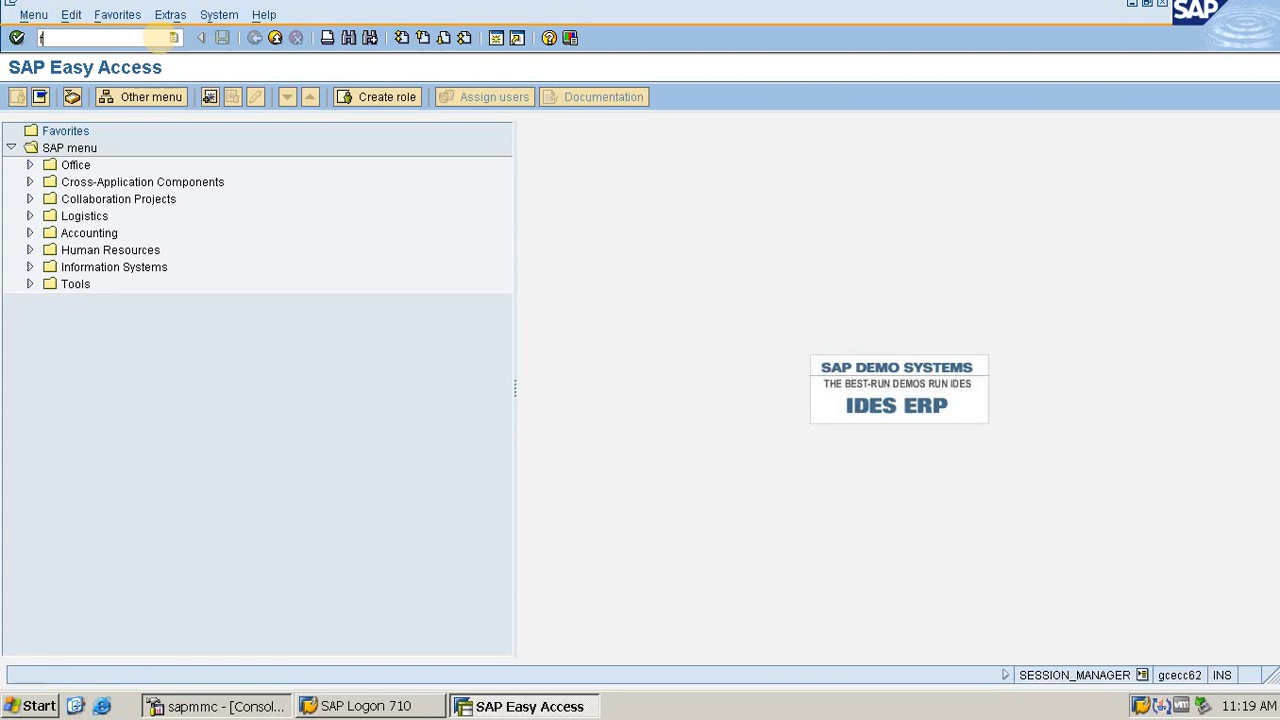 Menu Edit Favorites Extras System Help
SAP
SAP Easy Access
Other menu Create role Assign users Documentation
Favorites
SAP menu
Office
Cross-Application Components
Collaboration Projects
Logistics
Accounting
Human Resources
Information Systems
Tools
SAP DEMO SYSTEMS
THE BEST-RUN DEMOS RUN IDES
IDES ERP
SESSION_MANAGER gcecc62 INS
Start sapmmc - [Consol... SAP Logon 710 SAP Easy Access 11:19 AM